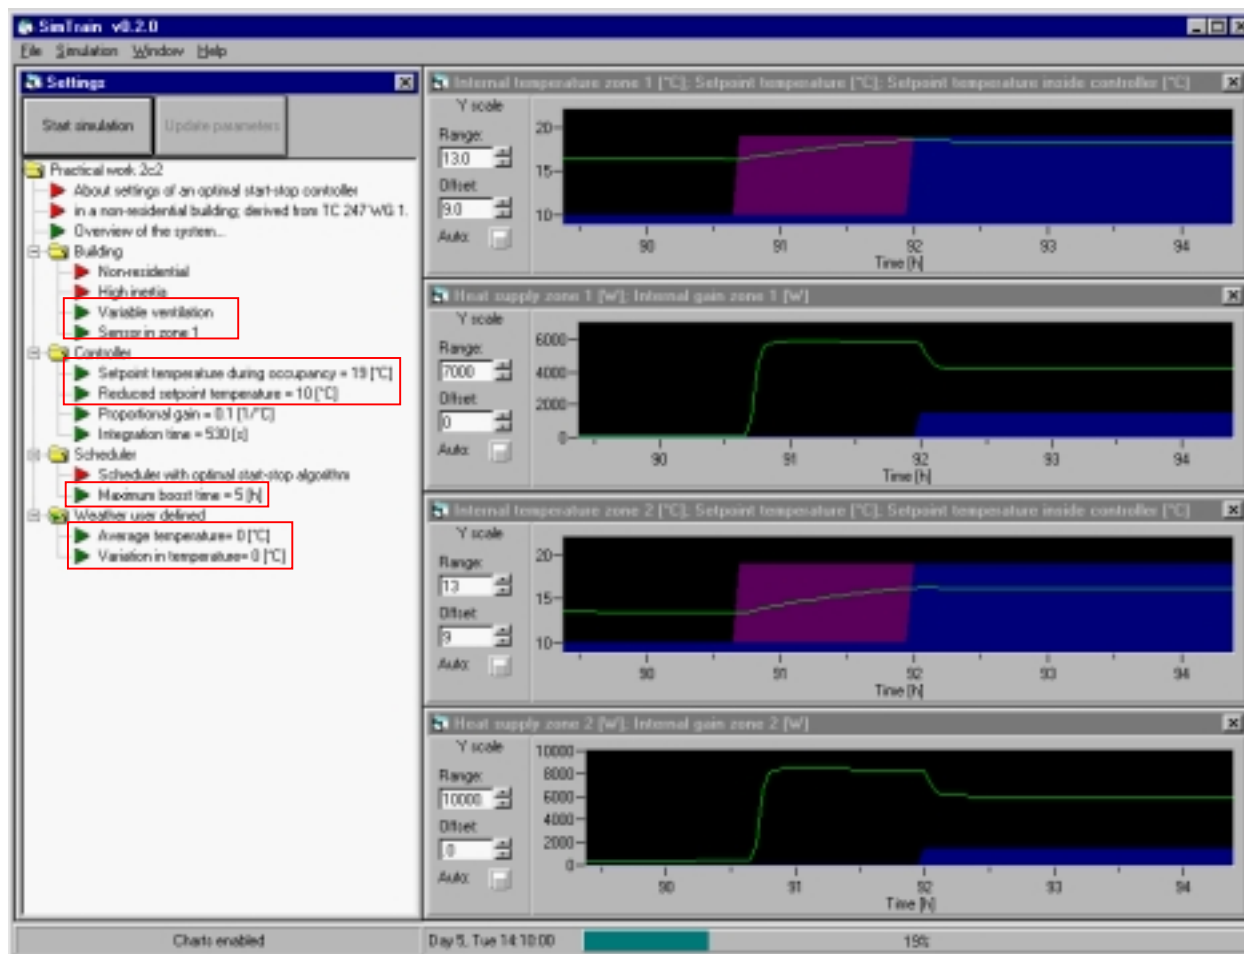 SimTrain v0.2.0
File Simulation Window Help
Settings
Start simulation Update parameters
Practical work 2c2
About settings of an optimal start-stop controller
in a non-residential building; derived from TC 247 WG 1.
Overview of the system...
Building
Non-residential
High inertia
Variable ventilation
Sensor in zone 1
Controller
Setpoint temperature during occupancy = 19 [°C]
Reduced setpoint temperature = 10 [°C]
Proportional gain = 0.1 [1/°C]
Integration time = 530 [s]
Scheduler
Scheduler with optimal start-stop algorithm
Maximum boost time = 5 [h]
Weather user defined
Average temperature= 0 [°C]
Variation in temperature= 0 [°C]
Internal temperature zone 1 [°C]; Setpoint temperature [°C]; Setpoint temperature inside controller [°C]
Y scale
Range:
13.0
Offset:
9.0
Auto:
20
15
10
90 91 92 93 94
Time [h]
Heat supply zone 1 [W]; Internal gain zone 1 [W]
Y scale
Range:
7000
Offset:
0
Auto:
6000
4000
2000
0
90 91 92 93 94
Time [h]
Internal temperature zone 2 [°C]; Setpoint temperature [°C]; Setpoint temperature inside controller [°C]
Y scale
Range:
13
Offset:
9
Auto:
20
15
10
90 91 92 93 94
Time [h]
Heat supply zone 2 [W]; Internal gain zone 2 [W]
Y scale
Range:
10000
Offset:
.0
Auto:
10000
8000
6000
4000
2000
0
90 91 92 93 94
Time [h]
Charts enabled
Day 5, Tue 14:10:00
19%